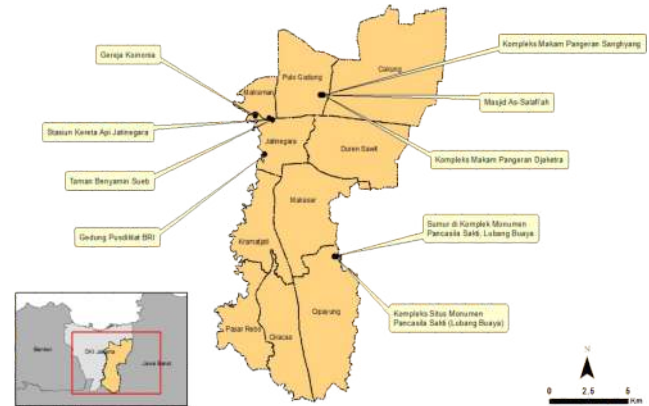 Kompleks Makam Pangeran Sanghyang
Gereja Komonia
Cakung
Pulo Gadung
Matraman
Masjid As-Salafiah
Stasiun Kereta Api Jatinegara
Jatinegara
Duren Sawit
Kompleks Makam Pangeran Djaketra
Taman Benyamin Sueb
Makasar
Sumur di Komplek Monumen
Pancasila Sakti, Lubang Buaya
Gedung Pusdiklat BRI
Kramatjati
Cipayung
Kompleks Situs Monumen
Pancasila Sakti (Lubang Buaya)
Pasar Rebo
Ciracas
Banten
DKI Jakarta
Jawa Barat
N
0 2.5 5
Km